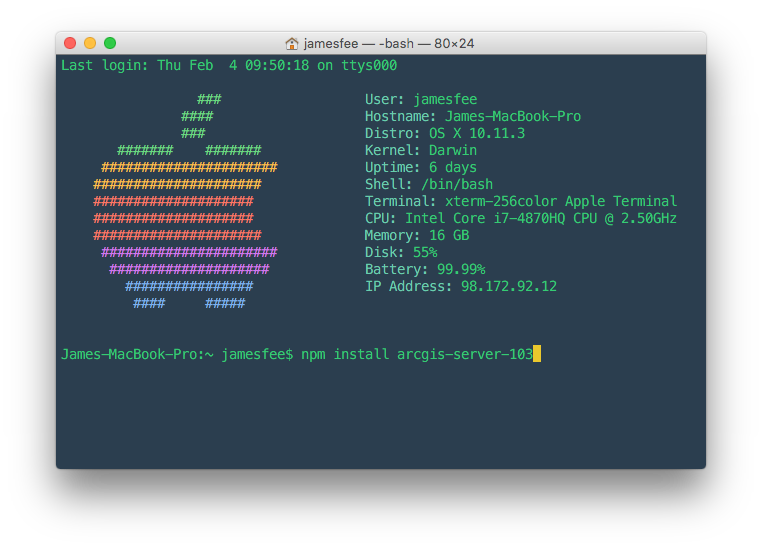 jamesfee — -bash — 80×24
Last login: Thu Feb  4 09:50:18 on ttys000
### User: jamesfee
#### Hostname: James-MacBook-Pro
### Distro: OS X 10.11.3
#######    ####### Kernel: Darwin
###################### Uptime: 6 days
##################### Shell: /bin/bash
#################### Terminal: xterm-256color Apple Terminal
#################### CPU: Intel Core i7-4870HQ CPU @ 2.50GHz
##################### Memory: 16 GB
###################### Disk: 55%
#################### Battery: 99.99%
################ IP Address: 98.172.92.12
####     #####
James-MacBook-Pro:~ jamesfee$ npm install arcgis-server-103